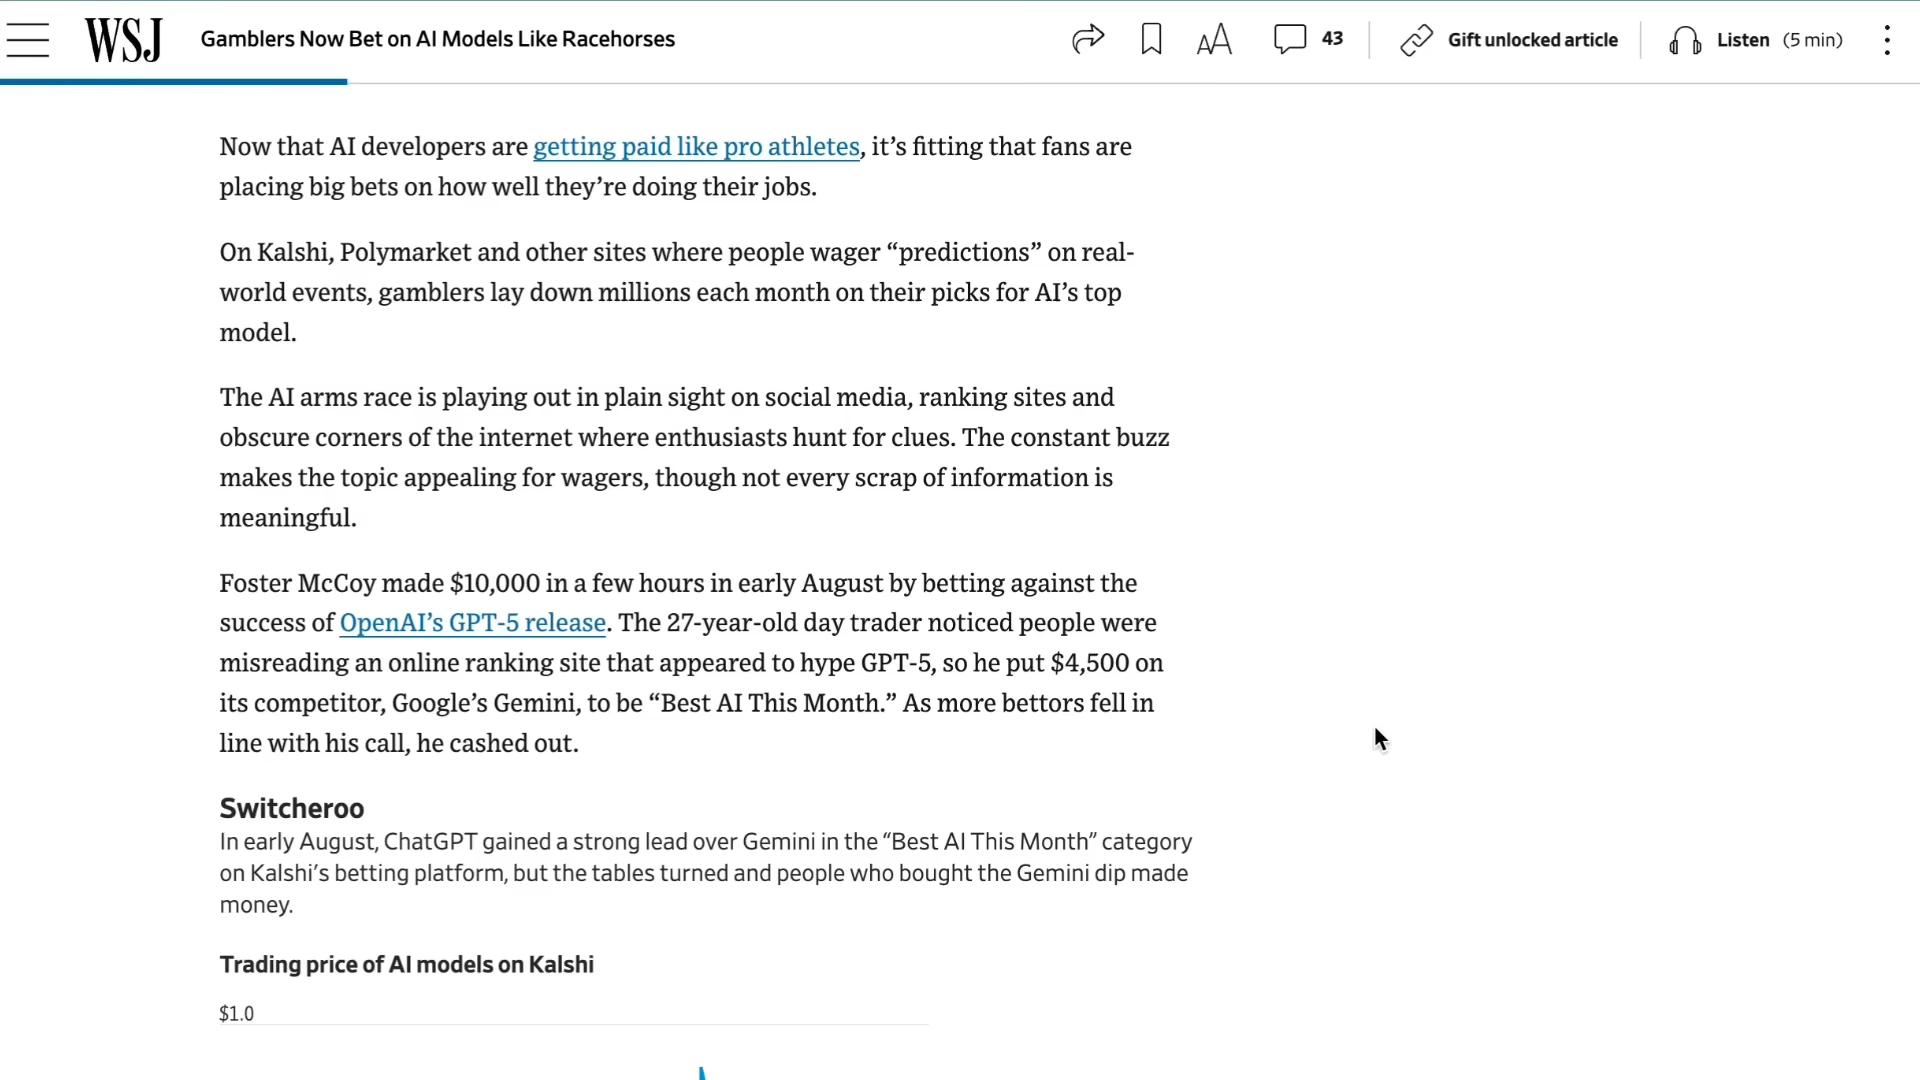 WSJ
Gamblers Now Bet on AI Models Like Racehorses
43
Gift unlocked article
Listen (5 min)
Now that AI developers are getting paid like pro athletes, it’s fitting that fans are
placing big bets on how well they’re doing their jobs.
On Kalshi, Polymarket and other sites where people wager “predictions” on real-
world events, gamblers lay down millions each month on their picks for AI’s top
model.
The AI arms race is playing out in plain sight on social media, ranking sites and
obscure corners of the internet where enthusiasts hunt for clues. The constant buzz
makes the topic appealing for wagers, though not every scrap of information is
meaningful.
Foster McCoy made $10,000 in a few hours in early August by betting against the
success of OpenAI’s GPT-5 release. The 27-year-old day trader noticed people were
misreading an online ranking site that appeared to hype GPT-5, so he put $4,500 on
its competitor, Google’s Gemini, to be “Best AI This Month.” As more bettors fell in
line with his call, he cashed out.
Switcheroo
In early August, ChatGPT gained a strong lead over Gemini in the “Best AI This Month” category
on Kalshi’s betting platform, but the tables turned and people who bought the Gemini dip made
money.
Trading price of AI models on Kalshi
$1.0